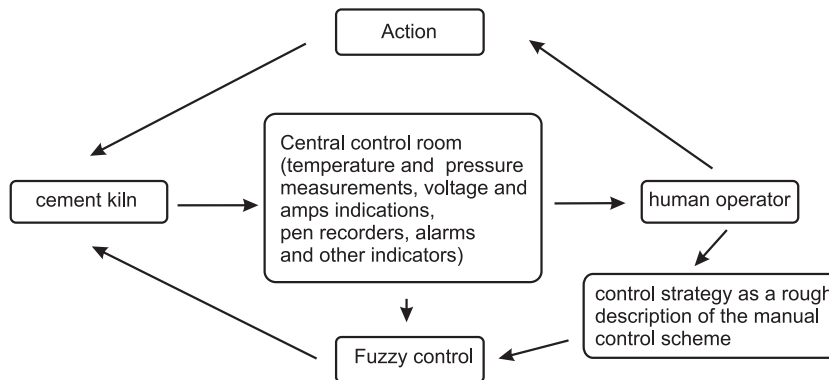 Action
Central control room
(temperature and pressure
measurements, voltage and
amps indications,
pen recorders, alarms
and other indicators)
cement kiln
human operator
control strategy as a rough
description of the manual
control scheme
Fuzzy control